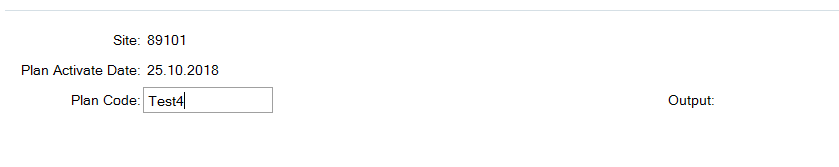 Site: 89101
Plan Activate Date: 25.10.2018
Plan Code: Test4 Output: